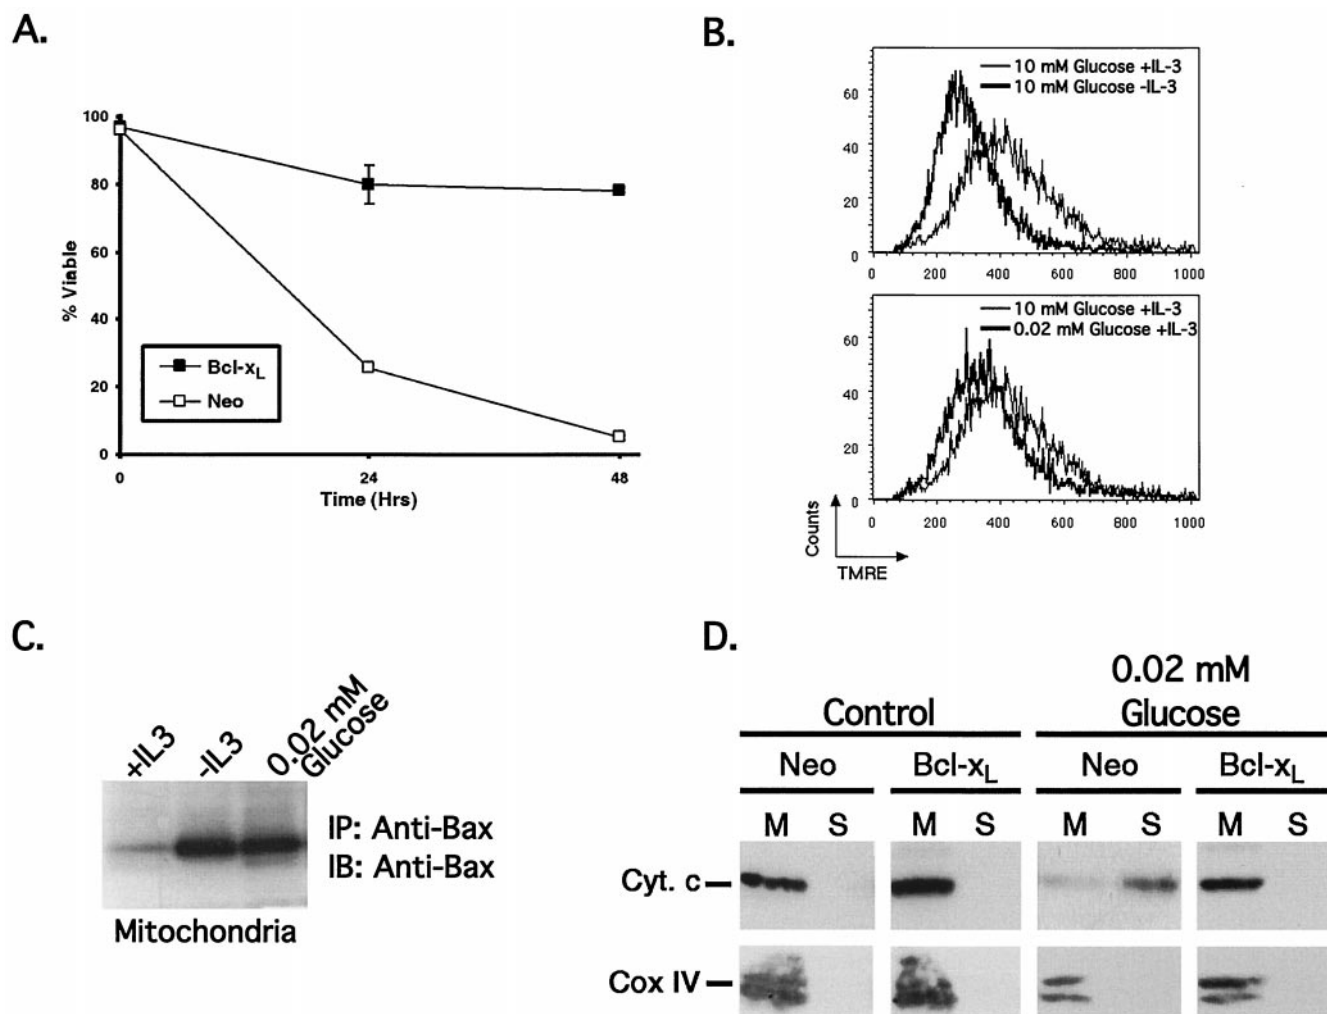 A.
100
80
60
40
20
0
% Viable
Bcl-xL
Neo
0 24 48
Time (Hrs)
B.
10 mM Glucose +IL-3
10 mM Glucose -IL-3
60
40
20
0
0 200 400 600 800 1000
10 mM Glucose +IL-3
0.02 mM Glucose +IL-3
60
40
20
0
0 200 400 600 800 1000
Counts
TMRE
C.
+IL3 -IL3 0.02 mM Glucose
IP: Anti-Bax
IB: Anti-Bax
Mitochondria
D.
Control 0.02 mM Glucose
Neo Bcl-xL Neo Bcl-xL
M S M S M S M S
Cyt. c
Cox IV